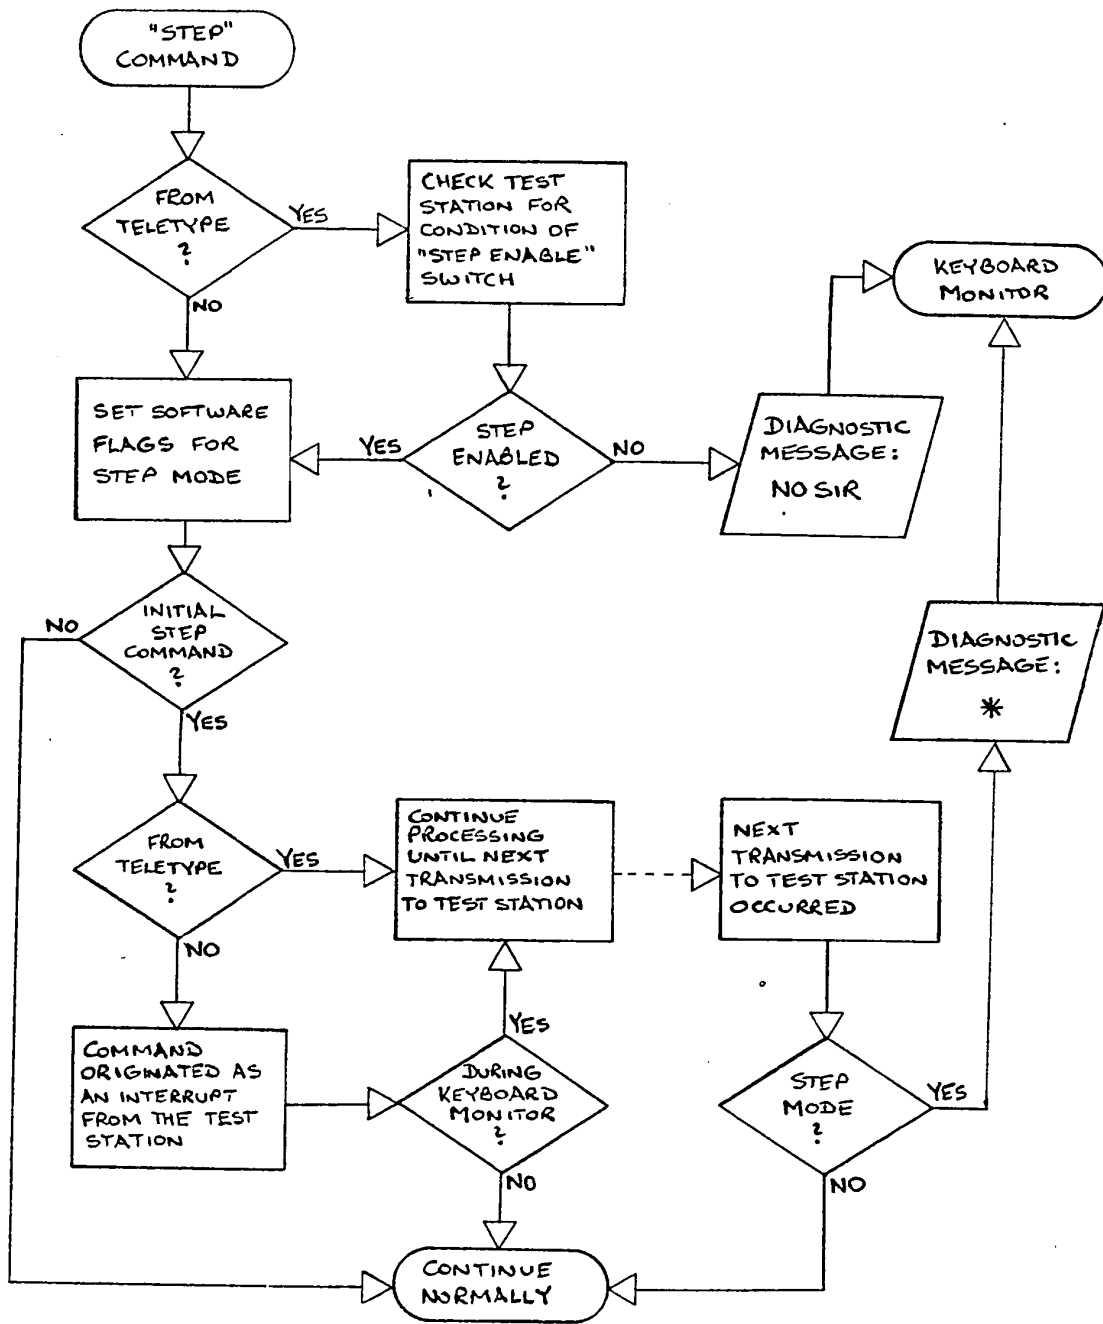 "STEP"
COMMAND
FROM
TELETYPE
?
YES
NO
CHECK TEST
STATION FOR
CONDITION OF
"STEP ENABLE"
SWITCH
KEYBOARD
MONITOR
SET SOFTWARE
FLAGS FOR
STEP MODE
YES
STEP
ENABLED
?
NO
DIAGNOSTIC
MESSAGE:
NO SIR
NO
INITIAL
STEP
COMMAND
?
YES
DIAGNOSTIC
MESSAGE:
*
FROM
TELETYPE
?
YES
NO
CONTINUE
PROCESSING
UNTIL NEXT
TRANSMISSION
TO TEST STATION
NEXT
TRANSMISSION
TO TEST STATION
OCCURRED
COMMAND
ORIGINATED AS
AN INTERRUPT
FROM THE TEST
STATION
YES
DURING
KEYBOARD
MONITOR
?
NO
STEP
MODE
?
YES
NO
CONTINUE
NORMALLY